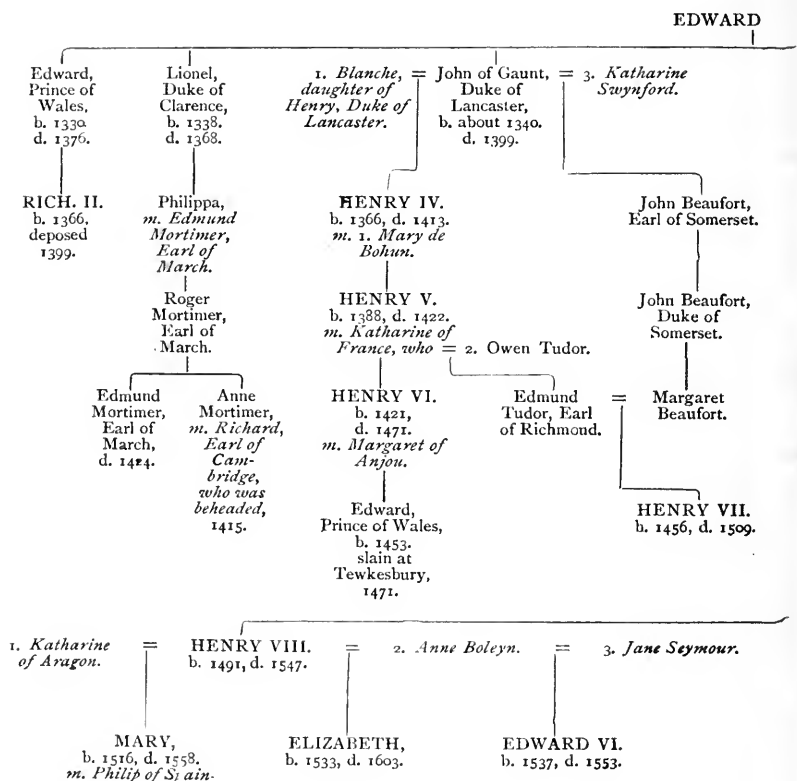 EDWARD
Edward,
Prince of
Wales,
b. 1330
d. 1376.
Lionel,
Duke of
Clarence,
b. 1338.
d. 1368.
1. Blanche,
daughter of
Henry, Duke of
Lancaster.
=
John of Gaunt,
Duke of
Lancaster,
b. about 1340.
d. 1399.
=
3. Katharine
Swynford.
RICH. II.
b. 1366,
deposed
1399.
Philippa,
m. Edmund
Mortimer,
Earl of
March.
HENRY IV.
b. 1366, d. 1413.
m. 1. Mary de
Bohun.
John Beaufort,
Earl of Somerset.
Roger
Mortimer,
Earl of
March.
HENRY V.
b. 1388, d. 1422.
m. Katharine of
France, who = 2. Owen Tudor.
John Beaufort,
Duke of
Somerset.
Edmund
Mortimer,
Earl of
March,
d. 1424.
Anne
Mortimer,
m. Richard,
Earl of
Cam-
bridge,
who was
beheaded,
1415.
HENRY VI.
b. 1421,
d. 1471.
m. Margaret of
Anjou.
Edmund
Tudor, Earl
of Richmond.
=
Margaret
Beaufort.
Edward,
Prince of Wales,
b. 1453.
slain at
Tewkesbury,
1471.
HENRY VII.
b. 1456, d. 1509.
1. Katharine
of Aragon.
=
HENRY VIII.
b. 1491, d. 1547.
=
2. Anne Boleyn.
=
3. Jane Seymour.
MARY,
b. 1516, d. 1558.
m. Philip of
ELIZABETH,
b. 1533, d. 1603.
EDWARD VI.
b. 1537, d. 1553.